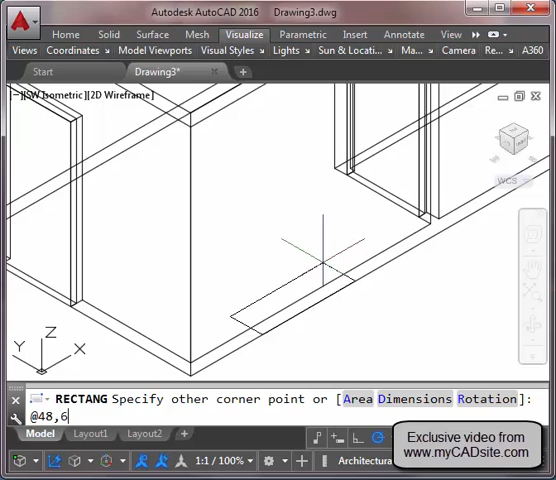 Autodesk AutoCAD 2016 Drawing3.dwg
Home Solid Surface Mesh Visualize Parametric Insert Annotate View
Views Coordinates Model Viewports Visual Styles Lights Sun & Locati... Mat... Camera Re... A360
Start Drawing3*
[−][SW Isometric][2D Wireframe]
WCS
Z
Y X
RECTANG Specify other corner point or [Area Dimensions Rotation]:
@48,6
Model Layout1 Layout2
1:1 / 100% Architectura
Exclusive video from
www.myCADsite.com